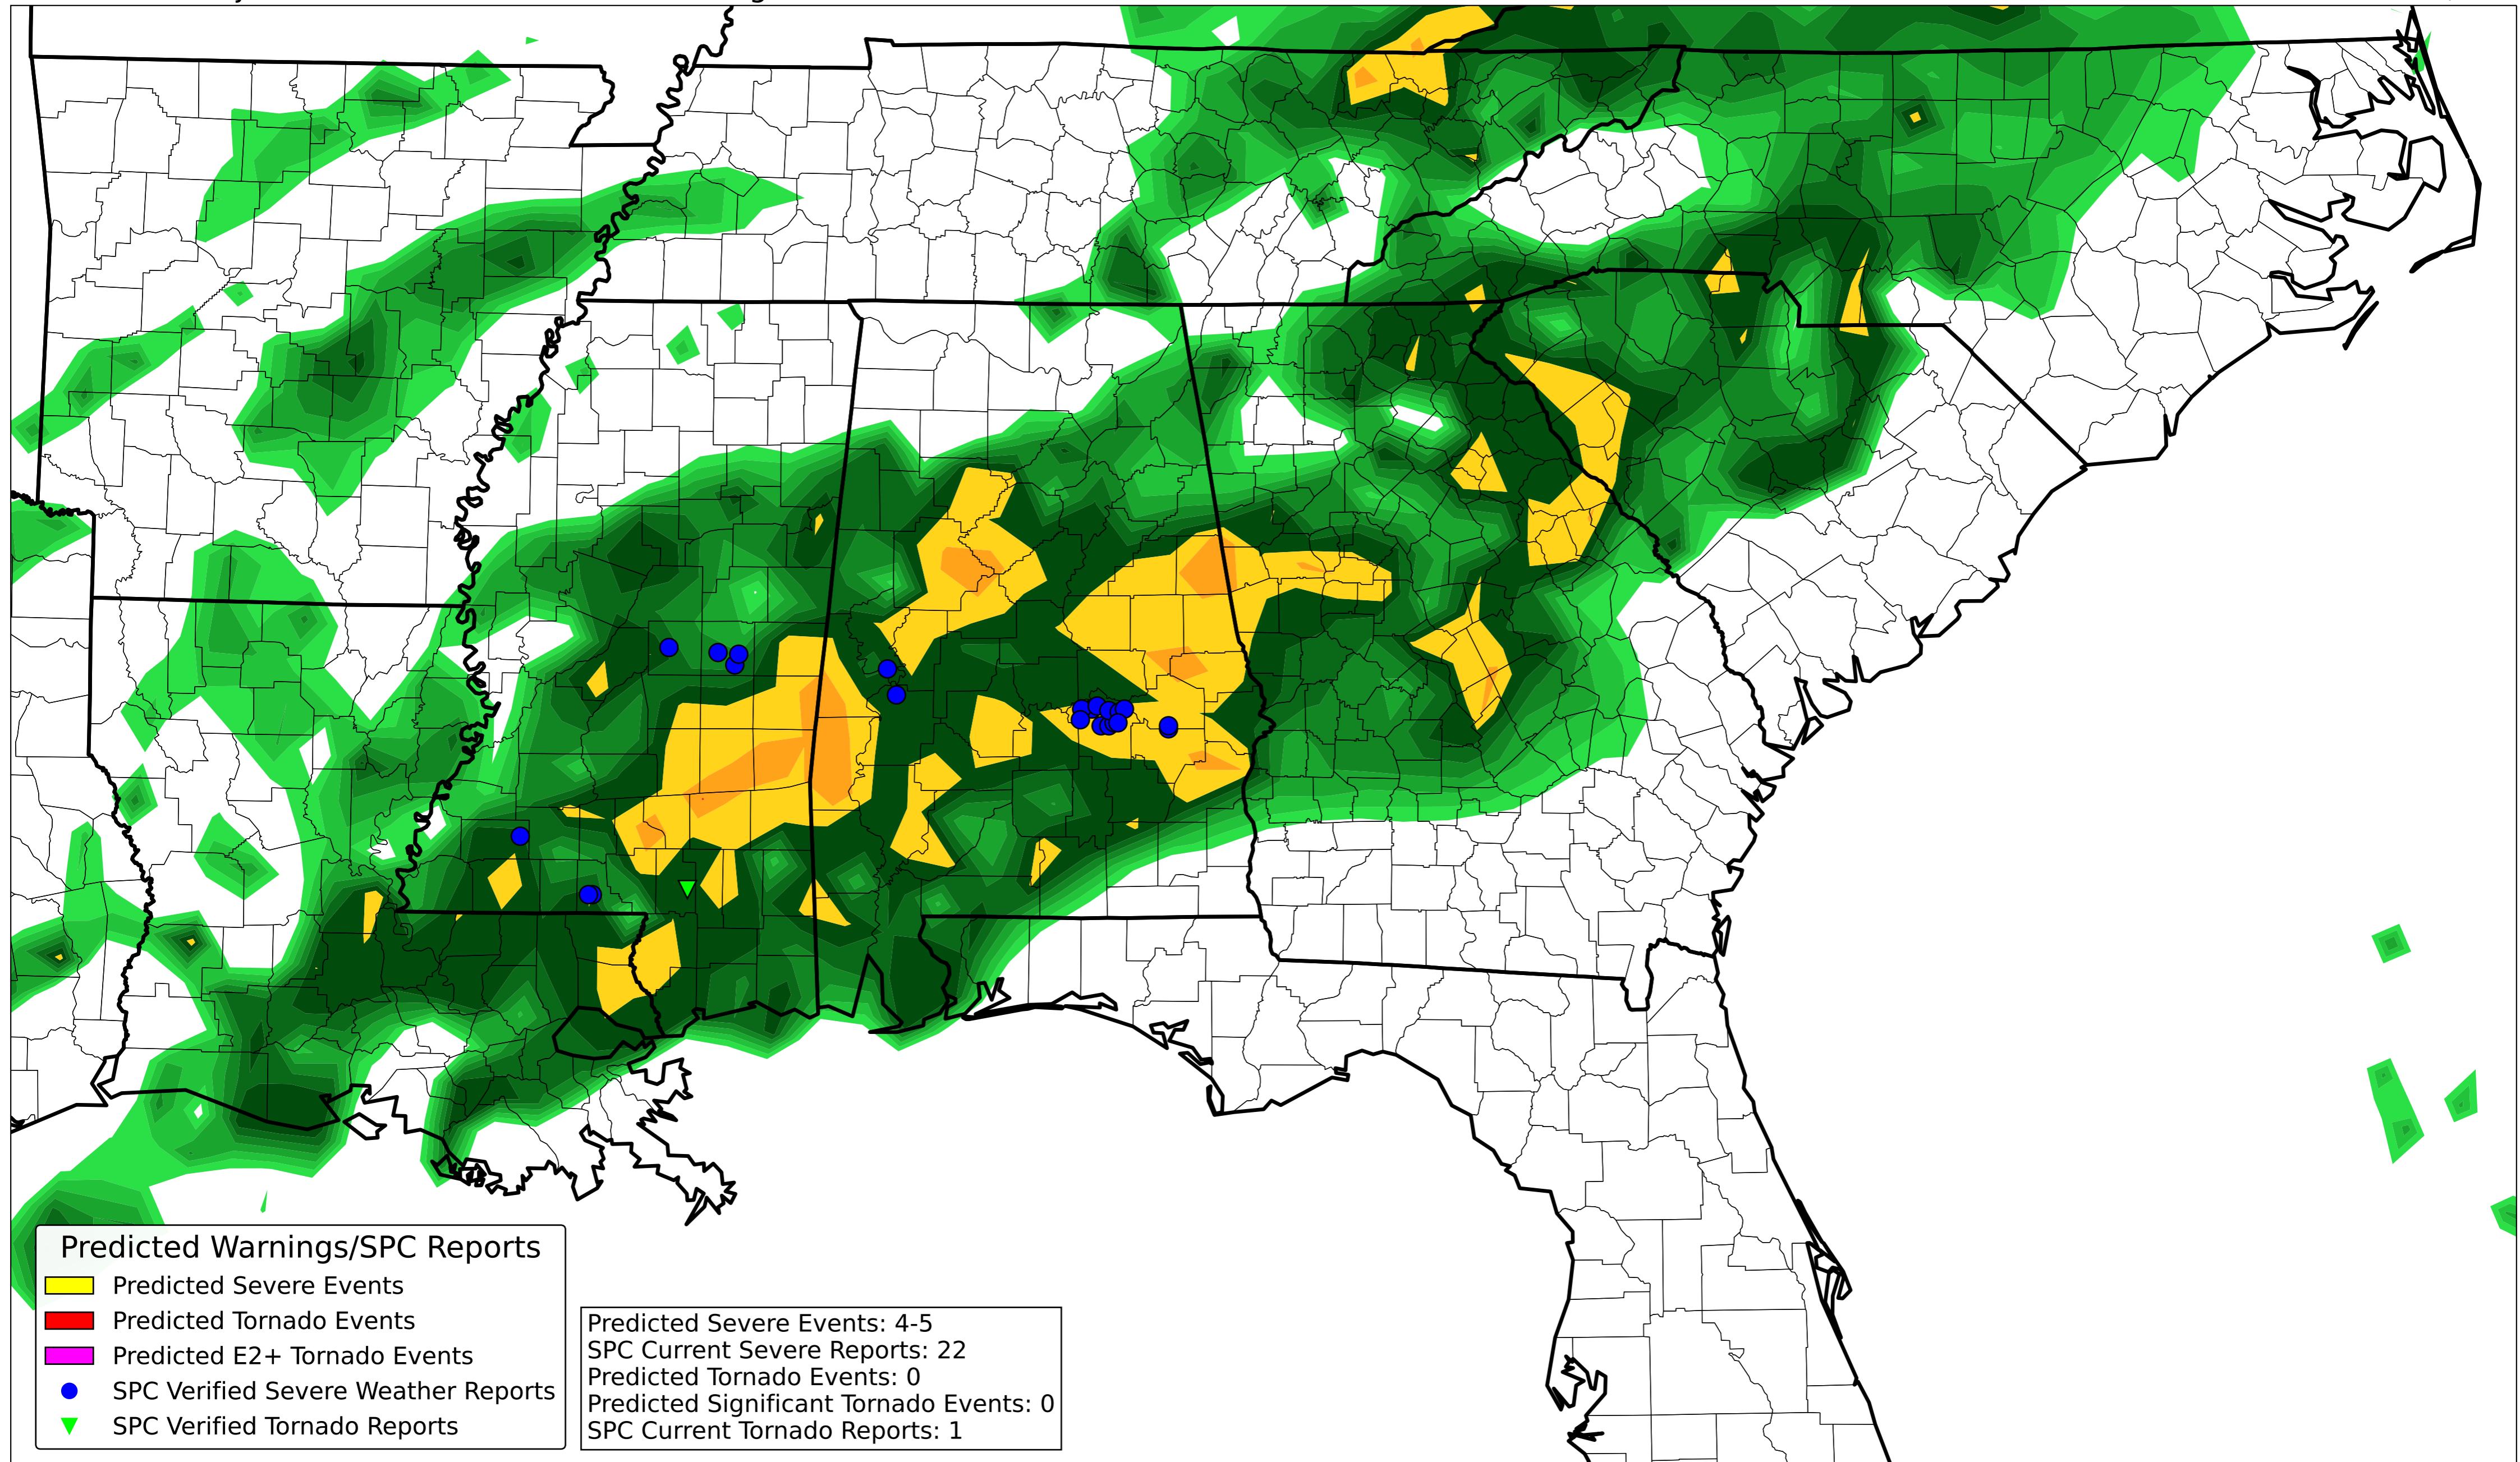 Predicted Warnings/SPC Reports
Predicted Severe Events
Predicted Tornado Events
Predicted E2+ Tornado Events
SPC Verified Severe Weather Reports
SPC Verified Tornado Reports
Predicted Severe Events: 4-5
SPC Current Severe Reports: 22
Predicted Tornado Events: 0
Predicted Significant Tornado Events: 0
SPC Current Tornado Reports: 1